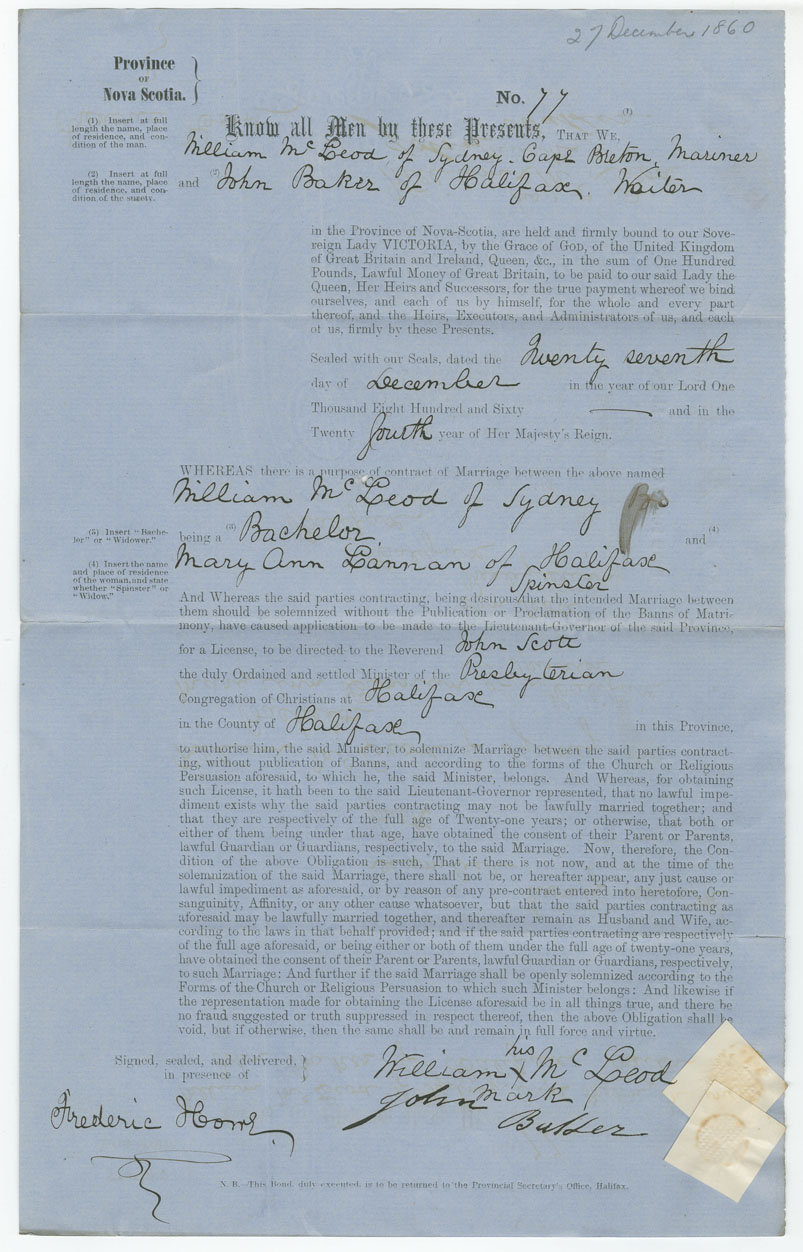 27 December 1860
Province
OF
Nova Scotia.
No. 77
(1) Insert at full
length the name, place
of residence, and con-
dition of the man.
(1)
Know all Men by these Presents, THAT WE,
William McLeod of Sydney. Cape Breton, Mariner
(2) Insert at full
length the name, place
of residence, and con-
dition of the surety.
and (2) John Baker of Halifax. Waiter
in the Province of Nova-Scotia, are held and firmly bound to our Sove-
reign Lady VICTORIA, by the Grace of GOD, of the United Kingdom
of Great Britain and Ireland, Queen, &c., in the sum of One Hundred
Pounds, Lawful Money of Great Britain, to be paid to our said Lady the
Queen, Her Heirs and Successors, for the true payment whereof we bind
ourselves, and each of us by himself, for the whole and every part
thereof, and the Heirs, Executors, and Administrators of us, and each
of us, firmly by these Presents.
Sealed with our Seals, dated the Twenty seventh
day of December in the year of our Lord One
Thousand Eight Hundred and Sixty — and in the
Twenty fourth year of Her Majesty's Reign.
WHEREAS there is a purpose of contract of Marriage between the above named
William McLeod of Sydney
(3) Insert "Bache-
lor" or "Widower."
being a (3) Bachelor and (4)
(4) Insert the name
and place of residence
of the woman, and state
whether "Spinster" or
"Widow."
Mary Ann Lannan of Halifax
Spinster
And Whereas the said parties contracting, being desirous that the intended Marriage between
them should be solemnized without the Publication or Proclamation of the Banns of Matri-
mony, have caused application to be made to the Lieutenant-Governor of the said Province,
for a License, to be directed to the Reverend John Scott
the duly Ordained and settled Minister of the Presbyterian
Congregation of Christians at Halifax
in the County of Halifax in this Province,
to authorise him, the said Minister, to solemnize Marriage between the said parties contract-
ing, without publication of Banns, and according to the forms of the Church or Religious
Persuasion aforesaid, to which he, the said Minister, belongs. And Whereas, for obtaining
such License, it hath been to the said Lieutenant-Governor represented, that no lawful impe-
diment exists why the said parties contracting may not be lawfully married together; and
that they are respectively of the full age of Twenty-one years; or otherwise, that both or
either of them being under that age, have obtained the consent of their Parent or Parents,
lawful Guardian or Guardians, respectively, to the said Marriage. Now, therefore, the Con-
dition of the above Obligation is such, That if there is not now, and at the time of the
solemnization of the said Marriage, there shall not be, or hereafter appear, any just cause or
lawful impediment as aforesaid, or by reason of any pre-contract entered into heretofore, Con-
sanguinity, Affinity, or any other cause whatsoever, but that the said parties contracting as
aforesaid may be lawfully married together, and thereafter remain as Husband and Wife, ac-
cording to the laws in that behalf provided; and if the said parties contracting are respectively
of the full age aforesaid, or being either or both of them under the full age of twenty-one years,
have obtained the consent of their Parent or Parents, lawful Guardian or Guardians, respectively,
to such Marriage: And further if the said Marriage shall be openly solemnized according to the
Forms of the Church or Religious Persuasion to which such Minister belongs: And likewise if
the representation made for obtaining the License aforesaid be in all things true, and there be
no fraud suggested or truth suppressed in respect thereof, then the above Obligation shall be
void, but if otherwise, then the same shall be and remain in full force and virtue.
Signed, sealed, and delivered,
in presence of
his
William X McLeod
mark
Frederic Howe
John
N. B.—This Bond, duly executed, is to be returned to the Provincial Secretary's Office, Halifax.